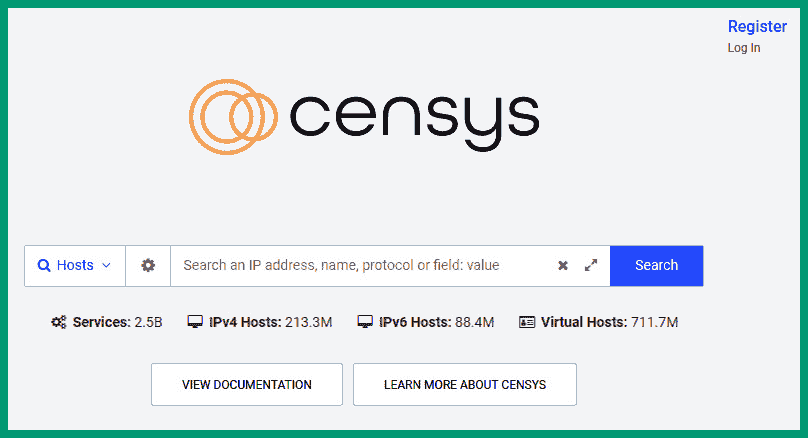 Register
Log In
censys
Hosts
Search an IP address, name, protocol or field: value
Search
Services: 2.5B IPv4 Hosts: 213.3M IPv6 Hosts: 88.4M Virtual Hosts: 711.7M
VIEW DOCUMENTATION LEARN MORE ABOUT CENSYS